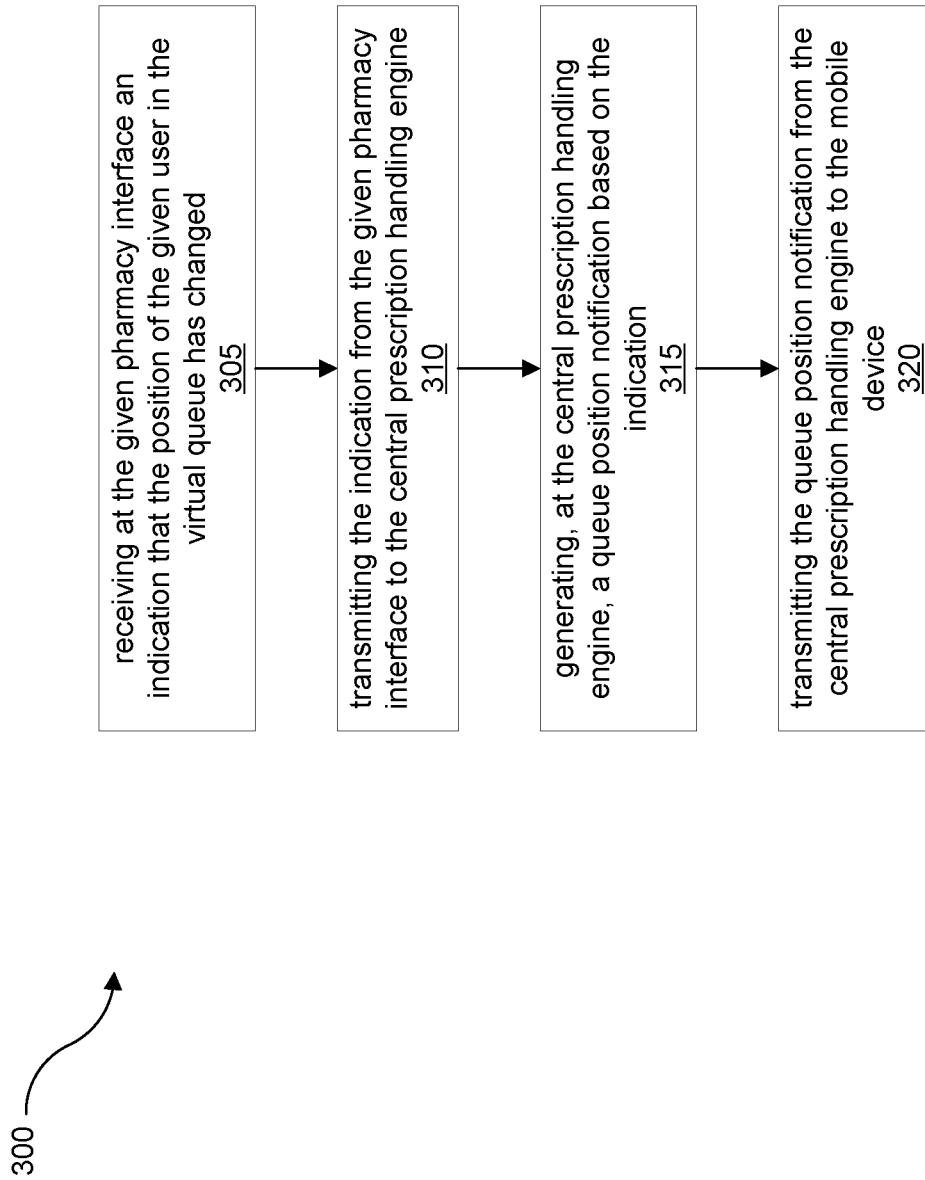 300
receiving at the given pharmacy interface an
indication that the position of the given user in the
virtual queue has changed
305
transmitting the indication from the given pharmacy
interface to the central prescription handling engine
310
generating, at the central prescription handling
engine, a queue position notification based on the
indication
315
transmitting the queue position notification from the
central prescription handling engine to the mobile
device
320